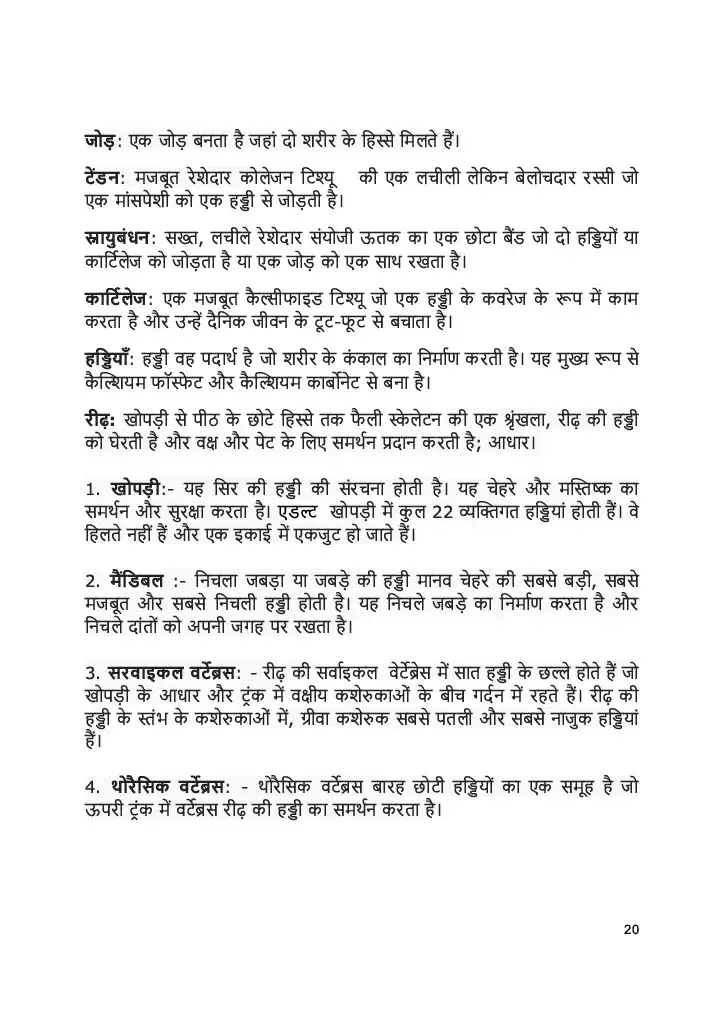 जोड़: एक जोड़ बनता है जहां दो शरीर के हिस्से मिलते हैं।
टेंडन: मजबूत रेशेदार कोलेजन टिश्यू की एक लचीली लेकिन बेलोचदार रस्सी जो
एक मांसपेशी को एक हड्डी से जोड़ती है।
स्नायुबंधन: सख्त, लचीले रेशेदार संयोजी ऊतक का एक छोटा बैंड जो दो हड्डियों या
कार्टिलेज को जोड़ता है या एक जोड़ को एक साथ रखता है।
कार्टिलेज: एक मजबूत कैल्सीफाइड टिश्यू जो एक हड्डी के कवरेज के रूप में काम
करता है और उन्हें दैनिक जीवन के टूट-फूट से बचाता है।
हड्डियाँ: हड्डी वह पदार्थ है जो शरीर के कंकाल का निर्माण करती है। यह मुख्य रूप से
कैल्शियम फॉस्फेट और कैल्शियम कार्बोनेट से बना है।
रीढ़: खोपड़ी से पीठ के छोटे हिस्से तक फैली स्केलेटन की एक श्रृंखला, रीढ़ की हड्डी
को घेरती है और वक्ष और पेट के लिए समर्थन प्रदान करती है; आधार।
1. खोपड़ी:- यह सिर की हड्डी की संरचना होती है। यह चेहरे और मस्तिष्क का
समर्थन और सुरक्षा करता है। एडल्ट खोपड़ी में कुल 22 व्यक्तिगत हड्डियां होती हैं। वे
हिलते नहीं हैं और एक इकाई में एकजुट हो जाते हैं।
2. मैंडिबल :- निचला जबड़ा या जबड़े की हड्डी मानव चेहरे की सबसे बड़ी, सबसे
मजबूत और सबसे निचली हड्डी होती है। यह निचले जबड़े का निर्माण करता है और
निचले दांतों को अपनी जगह पर रखता है।
3. सरवाइकल वर्टेब्रस: - रीढ़ की सर्वाइकल वेर्टेब्रेस में सात हड्डी के छल्ले होते हैं जो
खोपड़ी के आधार और ट्रंक में वक्षीय कशेरुकाओं के बीच गर्दन में रहते हैं। रीढ़ की
हड्डी के स्तंभ के कशेरुकाओं में, ग्रीवा कशेरुक सबसे पतली और सबसे नाजुक हड्डियां
हैं।
4. थोरैसिक वर्टेब्रस: - थोरैसिक वर्टेब्रस बारह छोटी हड्डियों का एक समूह है जो
ऊपरी ट्रंक में वर्टेब्रस रीढ़ की हड्डी का समर्थन करता है।
20